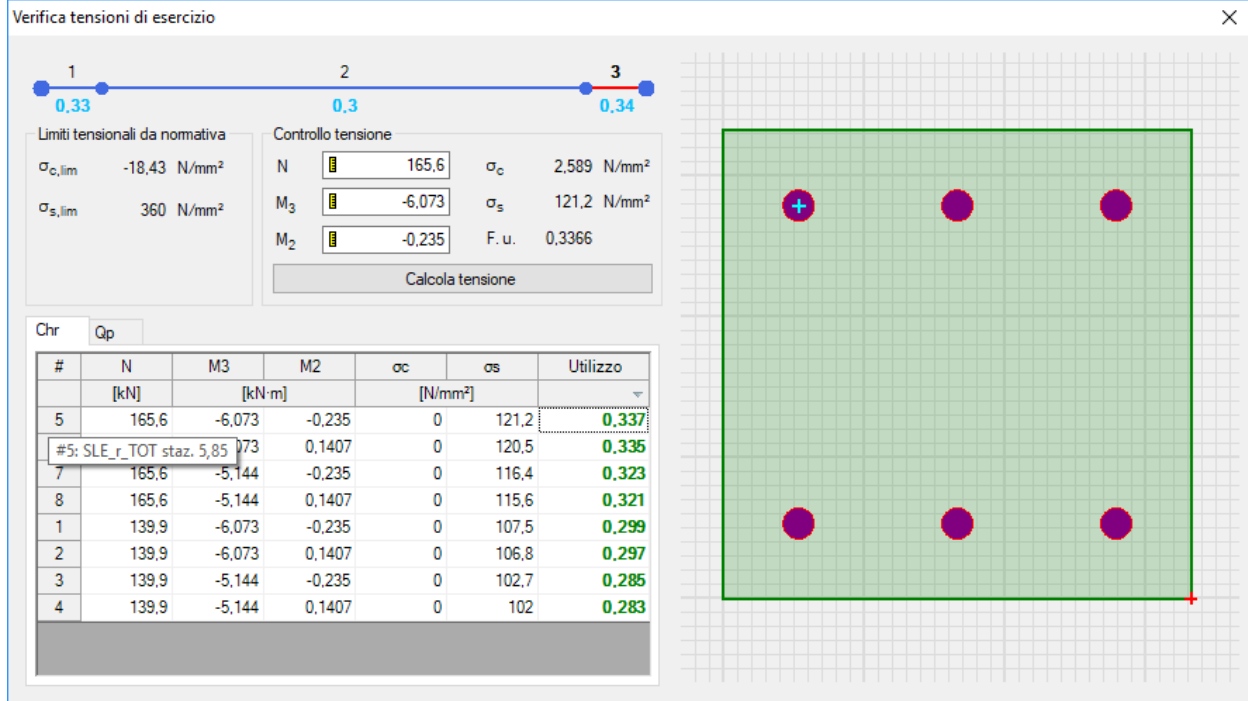 Verifica tensioni di esercizio
1 2 3
0,33 0,3 0,34
Limiti tensionali da normativa
σc,lim -18,43 N/mm²
σs,lim 360 N/mm²
Controllo tensione
N 165,6 σc 2,589 N/mm²
M3 -6,073 σs 121,2 N/mm²
M2 -0,235 F. u. 0,3366
Calcola tensione
Chr Qp
# N M3 M2 σc σs Utilizzo
[kN] [kN·m] [N/mm²]
5 165,6 -6,073 -0,235 0 121,2 0,337
#5: SLE_r_TOT staz. 5,85 073 0,1407 0 120,5 0,335
7 165,6 -5,144 -0,235 0 116,4 0,323
8 165,6 -5,144 0,1407 0 115,6 0,321
1 139,9 -6,073 -0,235 0 107,5 0,299
2 139,9 -6,073 0,1407 0 106,8 0,297
3 139,9 -5,144 -0,235 0 102,7 0,285
4 139,9 -5,144 0,1407 0 102 0,283